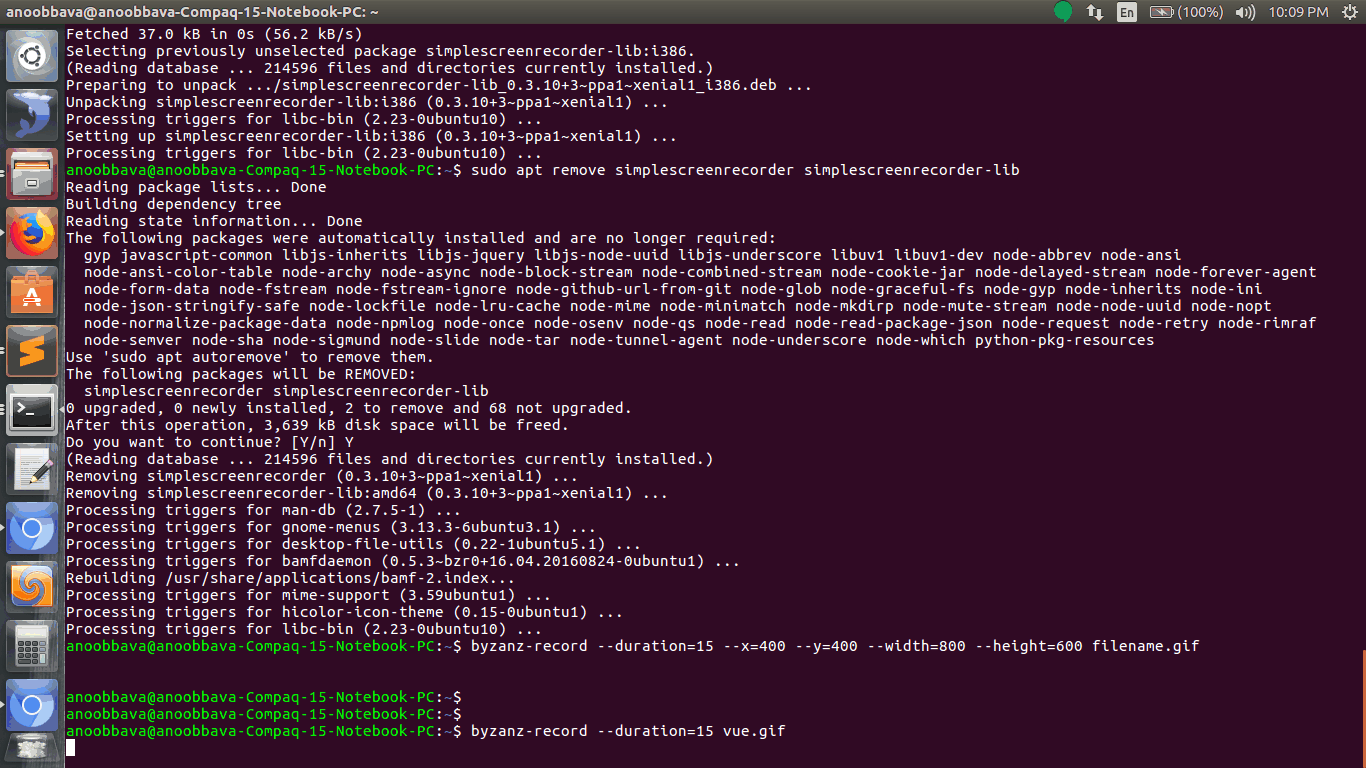 anoobbava@anoobbava-Compaq-15-Notebook-PC: ~
En (100%) 10:09 PM
Fetched 37.0 kB in 0s (56.2 kB/s)
Selecting previously unselected package simplescreenrecorder-lib:i386.
(Reading database ... 214596 files and directories currently installed.)
Preparing to unpack .../simplescreenrecorder-lib_0.3.10+3~ppa1~xenial1_i386.deb ...
Unpacking simplescreenrecorder-lib:i386 (0.3.10+3~ppa1~xenial1) ...
Processing triggers for libc-bin (2.23-0ubuntu10) ...
Setting up simplescreenrecorder-lib:i386 (0.3.10+3~ppa1~xenial1) ...
Processing triggers for libc-bin (2.23-0ubuntu10) ...
anoobbava@anoobbava-Compaq-15-Notebook-PC:~$ sudo apt remove simplescreenrecorder simplescreenrecorder-lib
Reading package lists... Done
Building dependency tree
Reading state information... Done
The following packages were automatically installed and are no longer required:
  gyp javascript-common libjs-inherits libjs-jquery libjs-node-uuid libjs-underscore libuv1 libuv1-dev node-abbrev node-ansi
  node-ansi-color-table node-archy node-async node-block-stream node-combined-stream node-cookie-jar node-delayed-stream node-forever-agent
  node-form-data node-fstream node-fstream-ignore node-github-url-from-git node-glob node-graceful-fs node-gyp node-inherits node-ini
  node-json-stringify-safe node-lockfile node-lru-cache node-mime node-minimatch node-mkdirp node-mute-stream node-node-uuid node-nopt
  node-normalize-package-data node-npmlog node-once node-osenv node-qs node-read node-read-package-json node-request node-retry node-rimraf
  node-semver node-sha node-sigmund node-slide node-tar node-tunnel-agent node-underscore node-which python-pkg-resources
Use 'sudo apt autoremove' to remove them.
The following packages will be REMOVED:
  simplescreenrecorder simplescreenrecorder-lib
0 upgraded, 0 newly installed, 2 to remove and 68 not upgraded.
After this operation, 3,639 kB disk space will be freed.
Do you want to continue? [Y/n] Y
(Reading database ... 214596 files and directories currently installed.)
Removing simplescreenrecorder (0.3.10+3~ppa1~xenial1) ...
Removing simplescreenrecorder-lib:amd64 (0.3.10+3~ppa1~xenial1) ...
Processing triggers for man-db (2.7.5-1) ...
Processing triggers for gnome-menus (3.13.3-6ubuntu3.1) ...
Processing triggers for desktop-file-utils (0.22-1ubuntu5.1) ...
Processing triggers for bamfdaemon (0.5.3~bzr0+16.04.20160824-0ubuntu1) ...
Rebuilding /usr/share/applications/bamf-2.index...
Processing triggers for mime-support (3.59ubuntu1) ...
Processing triggers for hicolor-icon-theme (0.15-0ubuntu1) ...
Processing triggers for libc-bin (2.23-0ubuntu10) ...
anoobbava@anoobbava-Compaq-15-Notebook-PC:~$ byzanz-record --duration=15 --x=400 --y=400 --width=800 --height=600 filename.gif
anoobbava@anoobbava-Compaq-15-Notebook-PC:~$
anoobbava@anoobbava-Compaq-15-Notebook-PC:~$
anoobbava@anoobbava-Compaq-15-Notebook-PC:~$ byzanz-record --duration=15 vue.gif